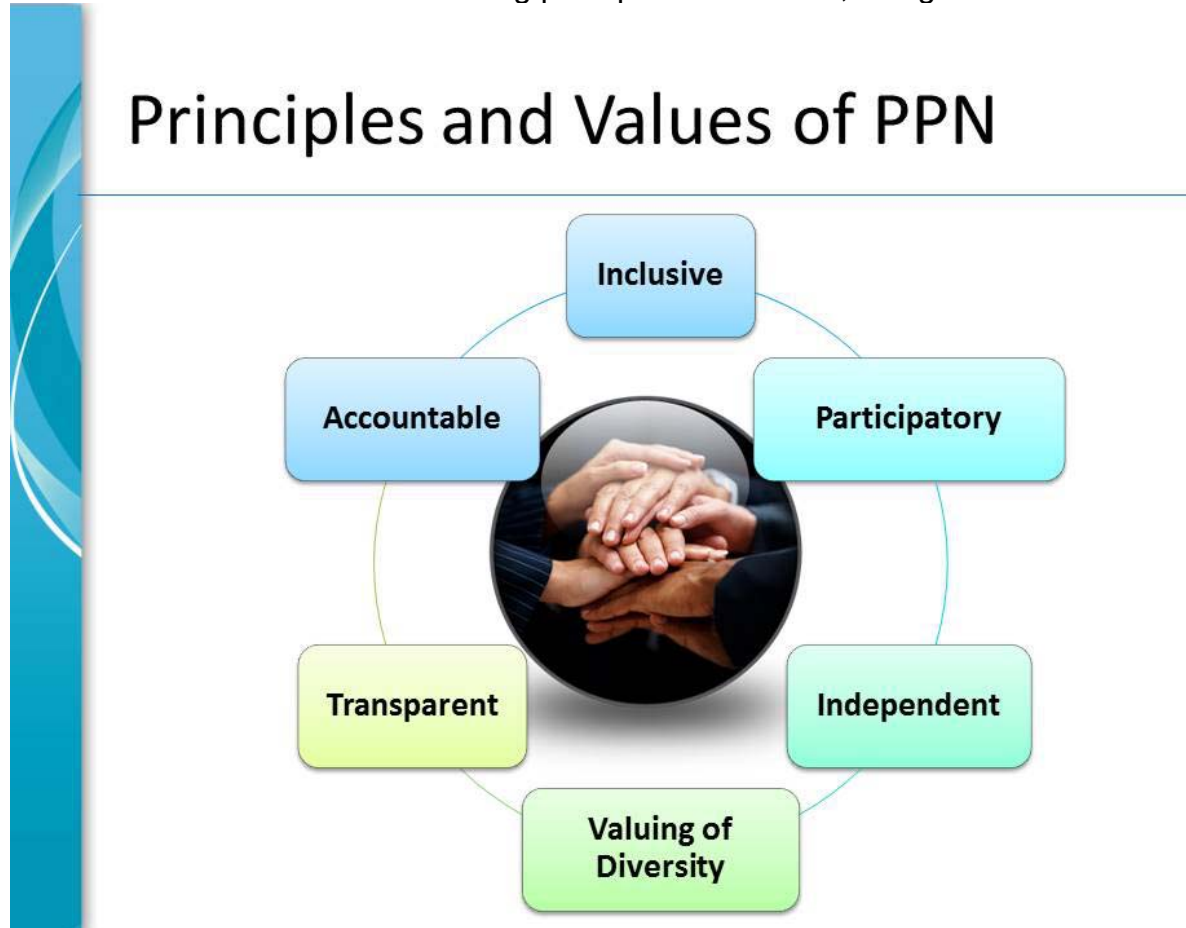 Principles and Values of PPN
Inclusive
Participatory
Independent
Valuing of
Diversity
Transparent
Accountable